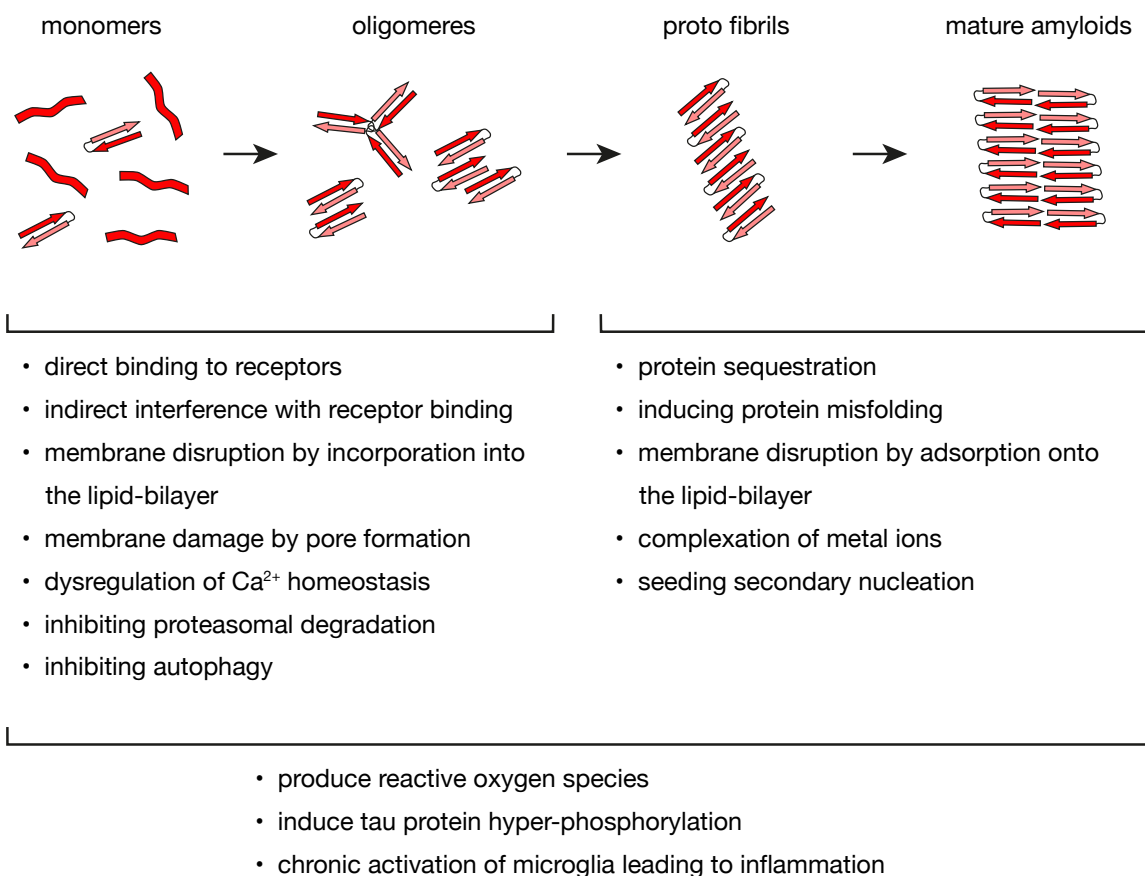 monomers
oligomeres
proto fibrils
mature amyloids
• direct binding to receptors
• indirect interference with receptor binding
• membrane disruption by incorporation into
the lipid-bilayer
• membrane damage by pore formation
• dysregulation of Ca²⁺ homeostasis
• inhibiting proteasomal degradation
• inhibiting autophagy
• protein sequestration
• inducing protein misfolding
• membrane disruption by adsorption onto
the lipid-bilayer
• complexation of metal ions
• seeding secondary nucleation
• produce reactive oxygen species
• induce tau protein hyper-phosphorylation
• chronic activation of microglia leading to inflammation